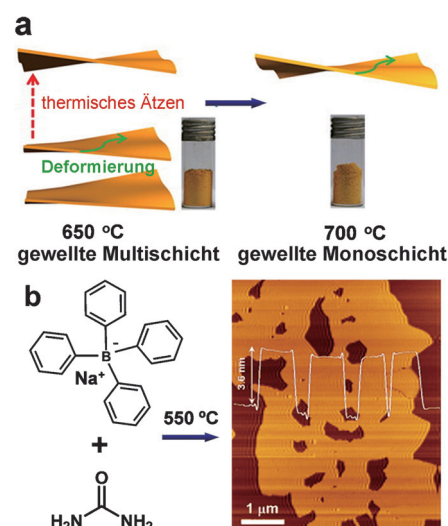 a
thermisches Ätzen
Deformierung
650 °C
gewellte Multischicht
700 °C
gewellte Monoschicht
b
B
-
Na+
+
O
H2N NH2
550 °C
3.6 nm
1 µm